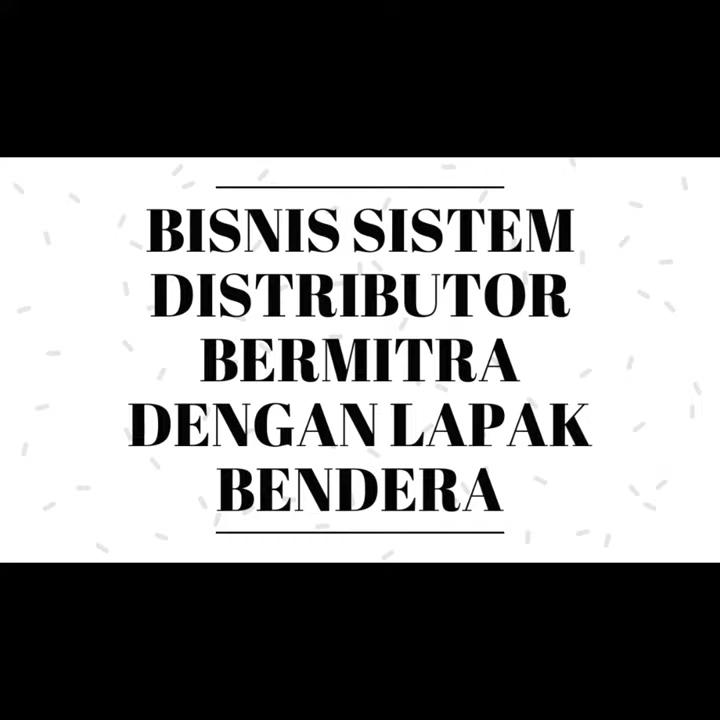 BISNIS SISTEM
DISTRIBUTOR
BERMITRA
DENGAN LAPAK
BENDERA